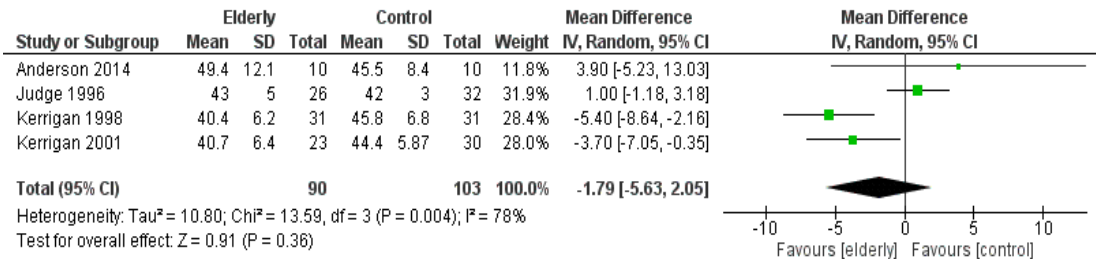 Elderly Control Mean Difference Mean Difference
Study or Subgroup Mean SD Total Mean SD Total Weight IV, Random, 95% CI IV, Random, 95% CI
Anderson 2014 49.4 12.1 10 45.5 8.4 10 11.8% 3.90 [-5.23, 13.03]
Judge 1996 43 5 26 42 3 32 31.9% 1.00 [-1.18, 3.18]
Kerrigan 1998 40.4 6.2 31 45.8 6.8 31 28.4% -5.40 [-8.64, -2.16]
Kerrigan 2001 40.7 6.4 23 44.4 5.87 30 28.0% -3.70 [-7.05, -0.35]
Total (95% CI) 90 103 100.0% -1.79 [-5.63, 2.05]
Heterogeneity: Tau² = 10.80; Chi² = 13.59, df = 3 (P = 0.004); I² = 78%
Test for overall effect: Z = 0.91 (P = 0.36)
-10 -5 0 5 10
Favours [elderly] Favours [control]